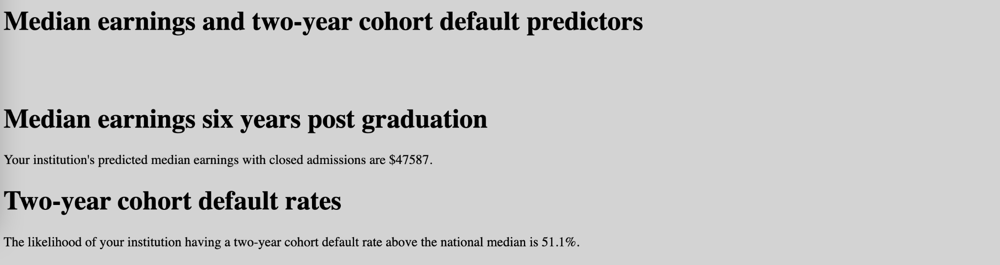 Median earnings and two-year cohort default predictors
Median earnings six years post graduation
Your institution's predicted median earnings with closed admissions are $47587.
Two-year cohort default rates
The likelihood of your institution having a two-year cohort default rate above the national median is 51.1%.